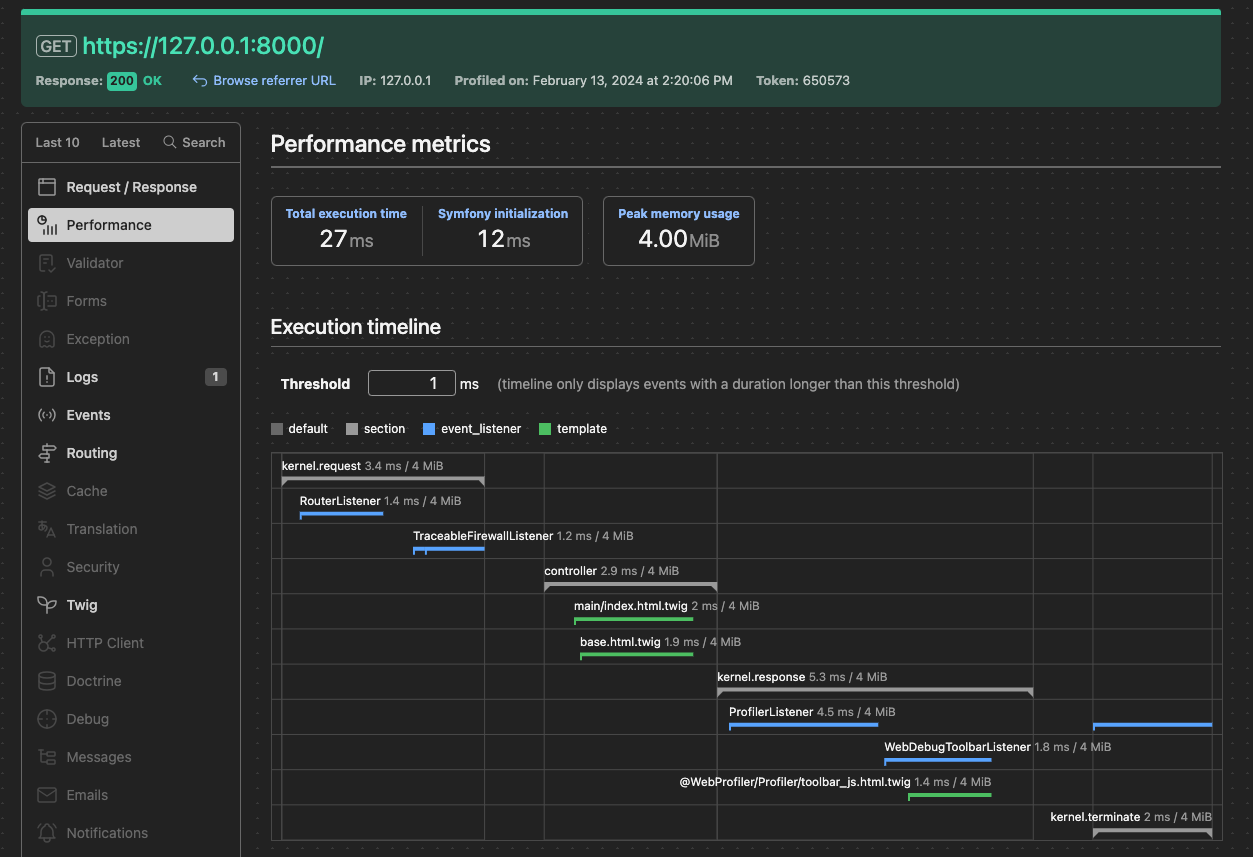 GET https://127.0.0.1:8000/
Response: 200 OK Browse referrer URL IP: 127.0.0.1 Profiled on: February 13, 2024 at 2:20:06 PM Token: 650573
Last 10 Latest Search
Request / Response
Performance
Validator
Forms
Exception
Logs 1
Events
Routing
Cache
Translation
Security
Twig
HTTP Client
Doctrine
Debug
Messages
Emails
Notifications
Performance metrics
Total execution time
27 ms
Symfony initialization
12 ms
Peak memory usage
4.00 MiB
Execution timeline
Threshold 1 ms (timeline only displays events with a duration longer than this threshold)
default section event_listener template
kernel.request 3.4 ms / 4 MiB
RouterListener 1.4 ms / 4 MiB
TraceableFirewallListener 1.2 ms / 4 MiB
controller 2.9 ms / 4 MiB
main/index.html.twig 2 ms / 4 MiB
base.html.twig 1.9 ms / 4 MiB
kernel.response 5.3 ms / 4 MiB
ProfilerListener 4.5 ms / 4 MiB
WebDebugToolbarListener 1.8 ms / 4 MiB
@WebProfiler/Profiler/toolbar_js.html.twig 1.4 ms / 4 MiB
kernel.terminate 2 ms / 4 MiB